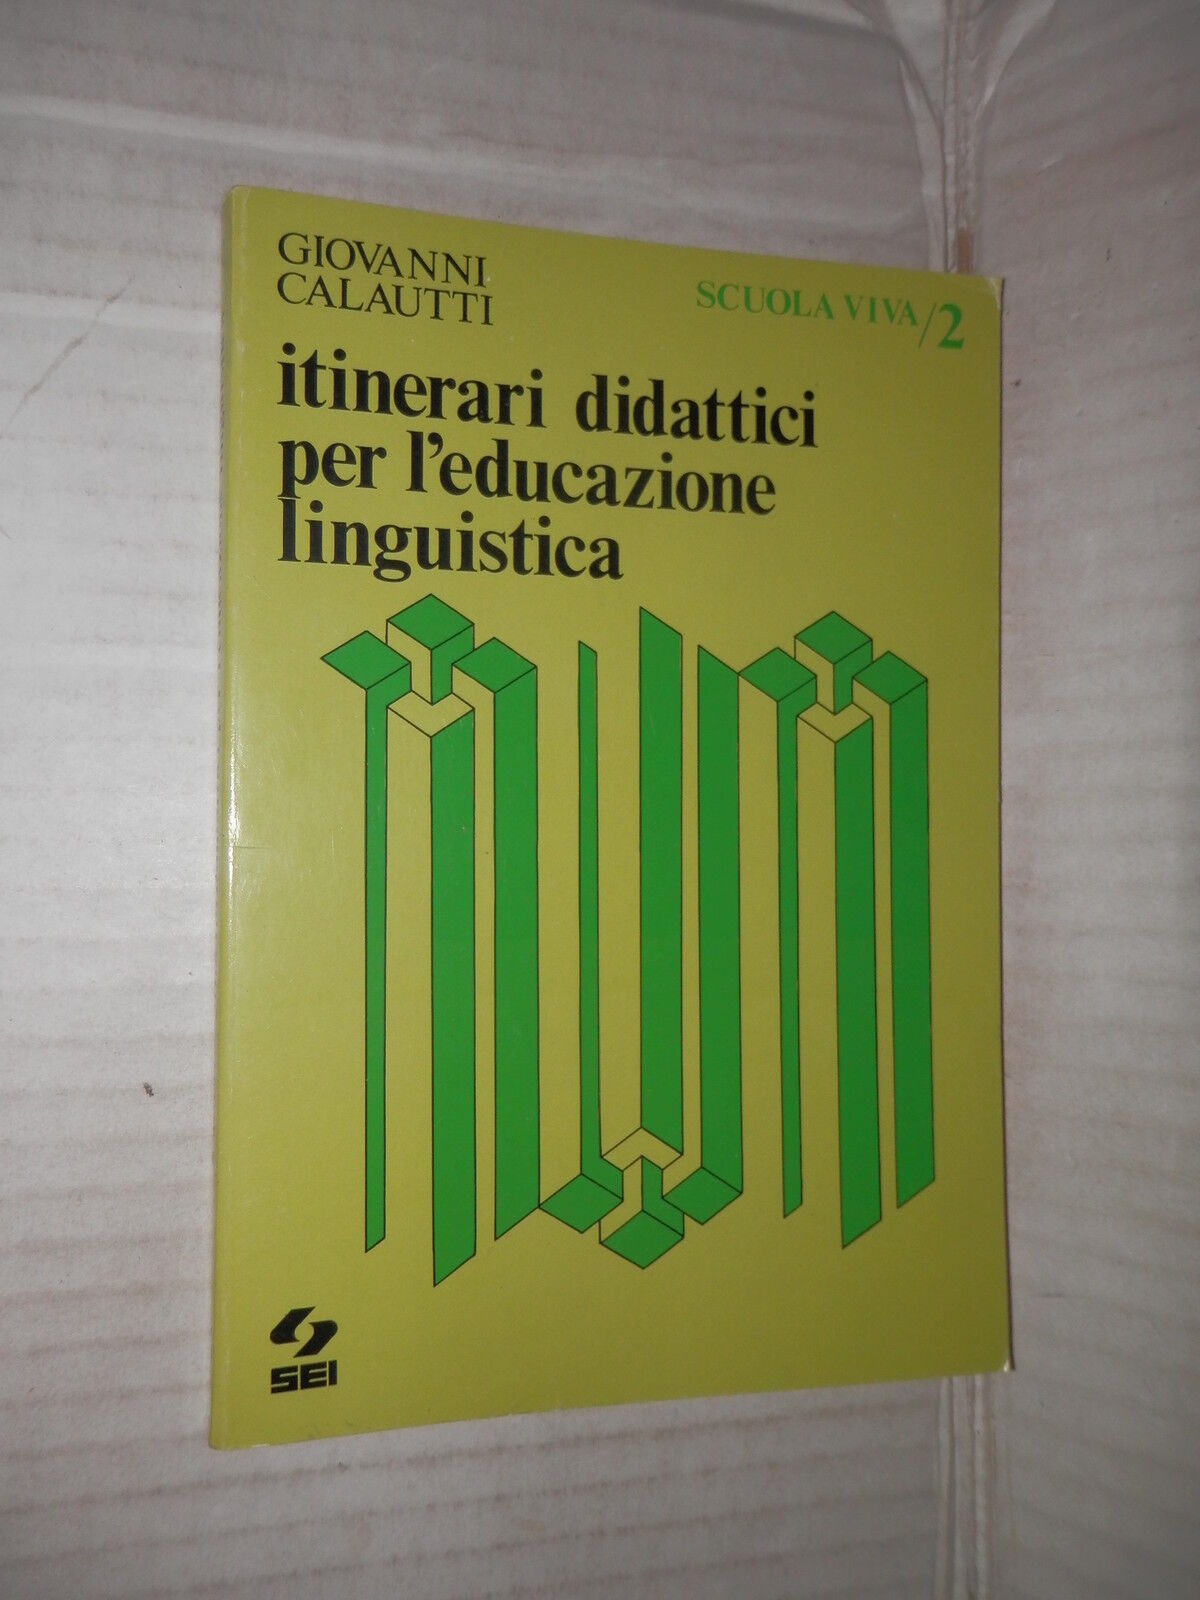 GIOVANNI
CALAUTTI
SCUOLA VIVA/2
itinerari didattici
per l'educazione
linguistica
SEI